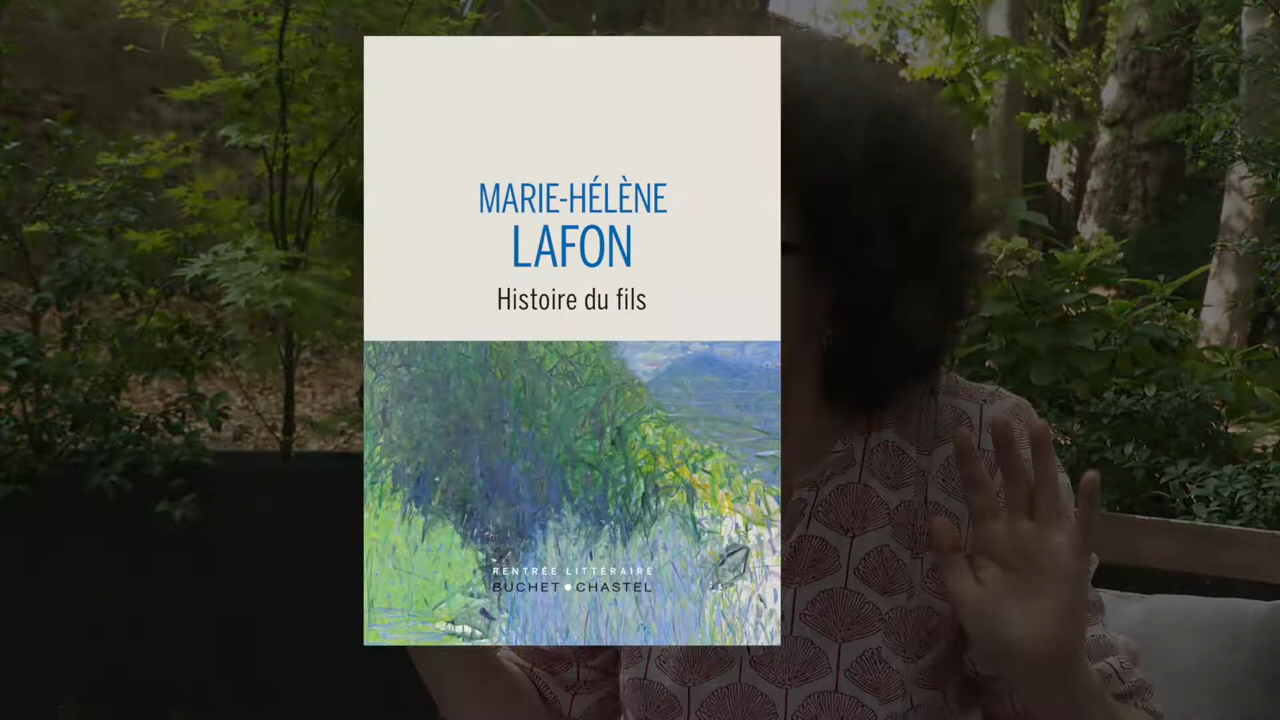 MARIE-HÉLÈNE
LAFON
Histoire du fils
RENTRÉE LITTÉRAIRE
BUCHET • CHASTEL